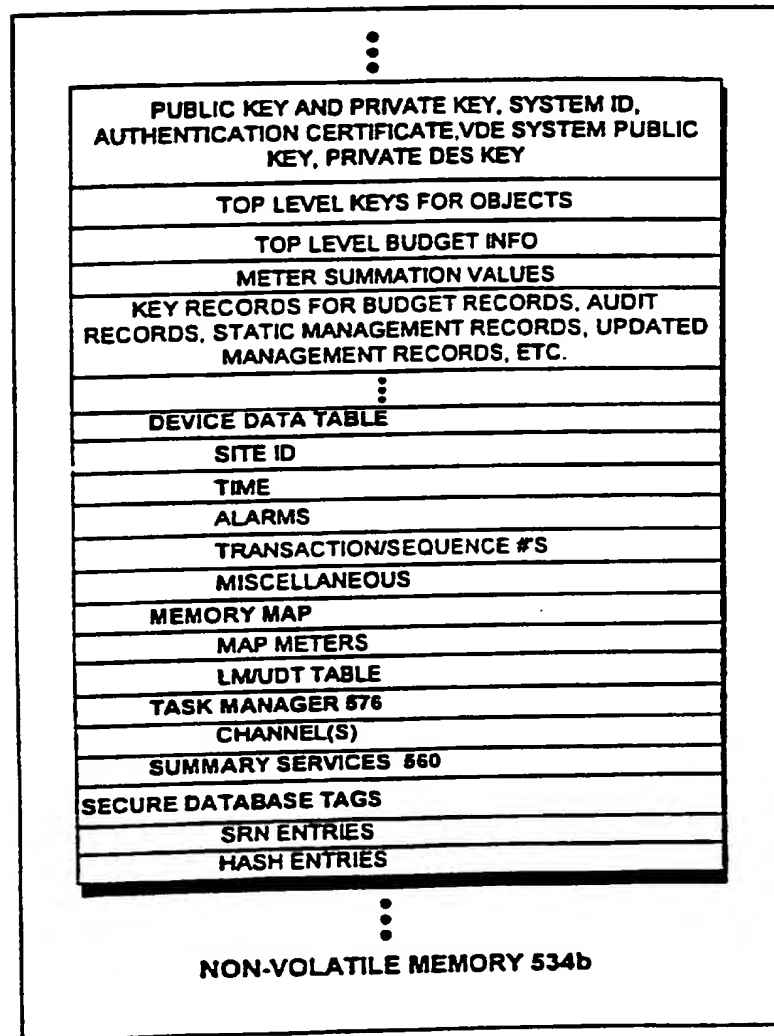 PUBLIC KEY AND PRIVATE KEY, SYSTEM ID,
AUTHENTICATION CERTIFICATE,VDE SYSTEM PUBLIC
KEY, PRIVATE DES KEY
TOP LEVEL KEYS FOR OBJECTS
TOP LEVEL BUDGET INFO
METER SUMMATION VALUES
KEY RECORDS FOR BUDGET RECORDS, AUDIT
RECORDS, STATIC MANAGEMENT RECORDS, UPDATED
MANAGEMENT RECORDS, ETC.
DEVICE DATA TABLE
SITE ID
TIME
ALARMS
TRANSACTION/SEQUENCE #'S
MISCELLANEOUS
MEMORY MAP
MAP METERS
LM/UDT TABLE
TASK MANAGER 576
CHANNEL(S)
SUMMARY SERVICES 560
SECURE DATABASE TAGS
SRN ENTRIES
HASH ENTRIES
NON-VOLATILE MEMORY 534b